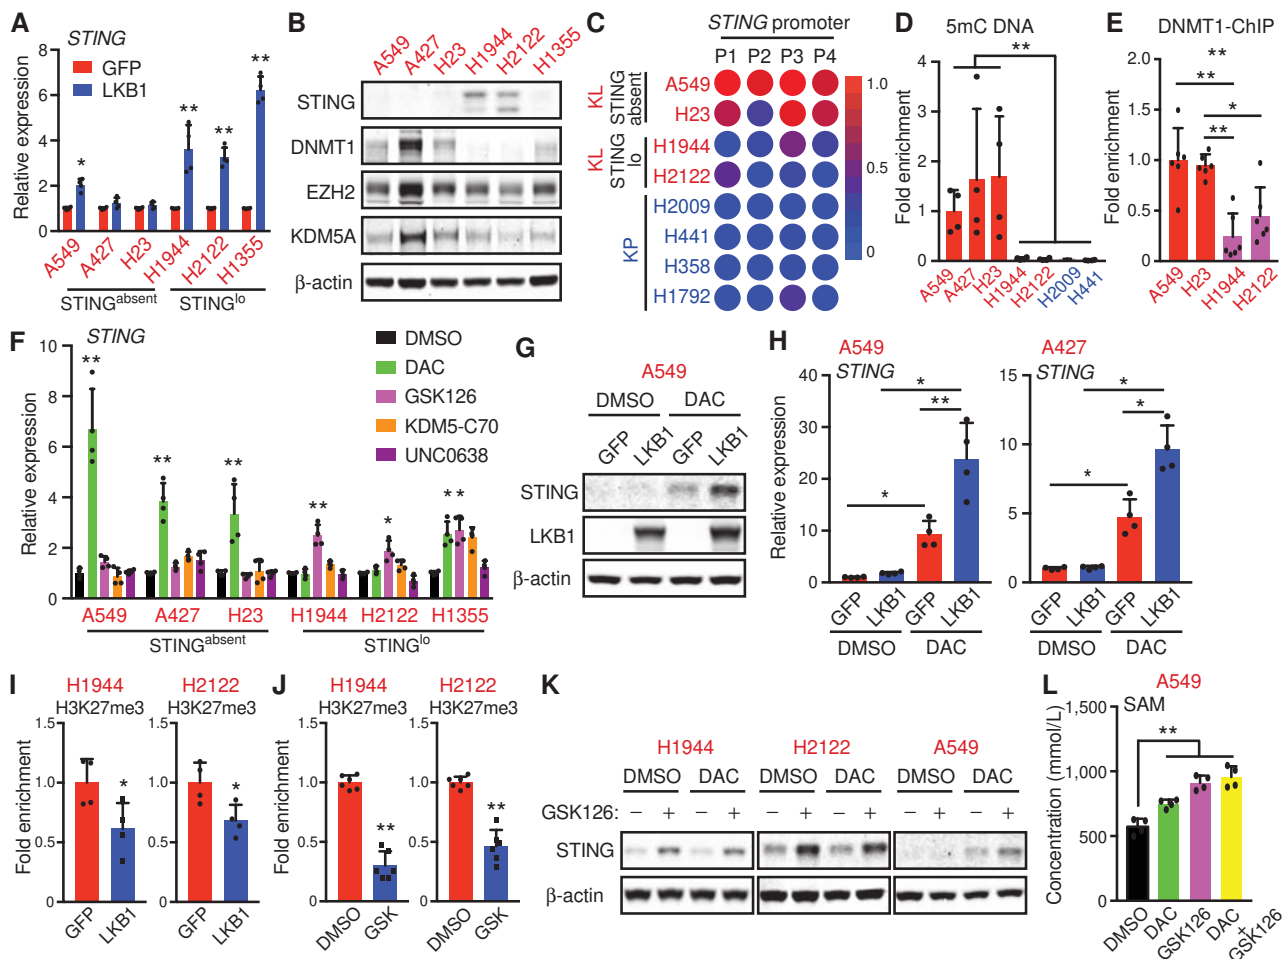 A
STING
GFP
LKB1
Relative expression
8
6
4
2
0
*
**
**
**
A549
A427
H23
H1944
H2122
H1355
STINGabsent
STINGlo
B
A549
A427
H23
H1944
H2122
H1355
STING
DNMT1
EZH2
KDM5A
β-actin
C
STING promoter
P1 P2 P3 P4
KL
STING
absent
A549
H23
KL
STING
lo
H1944
H2122
KP
H2009
H441
H358
H1792
1.0
0.5
0
D
5mC DNA
**
Fold enrichment
5
4
3
2
1
0
A549
A427
H23
H1944
H2122
H2009
H441
E
DNMT1-ChIP
**
**
*
**
Fold enrichment
2.0
1.5
1.0
0.5
0
A549
H23
H1944
H2122
F
STING
DMSO
DAC
GSK126
KDM5-C70
UNC0638
Relative expression
10
8
6
4
2
0
**
**
**
**
*
**
A549
A427
H23
H1944
H2122
H1355
STINGabsent
STINGlo
G
A549
DMSO DAC
GFP
LKB1
GFP
LKB1
STING
LKB1
β-actin
H
A549
STING
Relative expression
40
30
20
10
0
*
**
*
GFP
LKB1
GFP
LKB1
DMSO
DAC
A427
STING
15
10
5
0
*
*
*
GFP
LKB1
GFP
LKB1
DMSO
DAC
I
H1944
H3K27me3
Fold enrichment
1.5
1.0
0.5
0
*
GFP
LKB1
H2122
H3K27me3
1.5
1.0
0.5
0
*
GFP
LKB1
J
H1944
H3K27me3
1.5
1.0
0.5
0
**
DMSO
GSK
H2122
H3K27me3
1.5
1.0
0.5
0
**
DMSO
GSK
K
H1944 H2122 A549
DMSO DAC DMSO DAC DMSO DAC
GSK126: − + − + − + − + − + − +
STING
β-actin
L
A549
SAM
Concentration (mmol/L)
1,500
1,000
500
0
**
DMSO
DAC
GSK126
DAC
+
GSK126